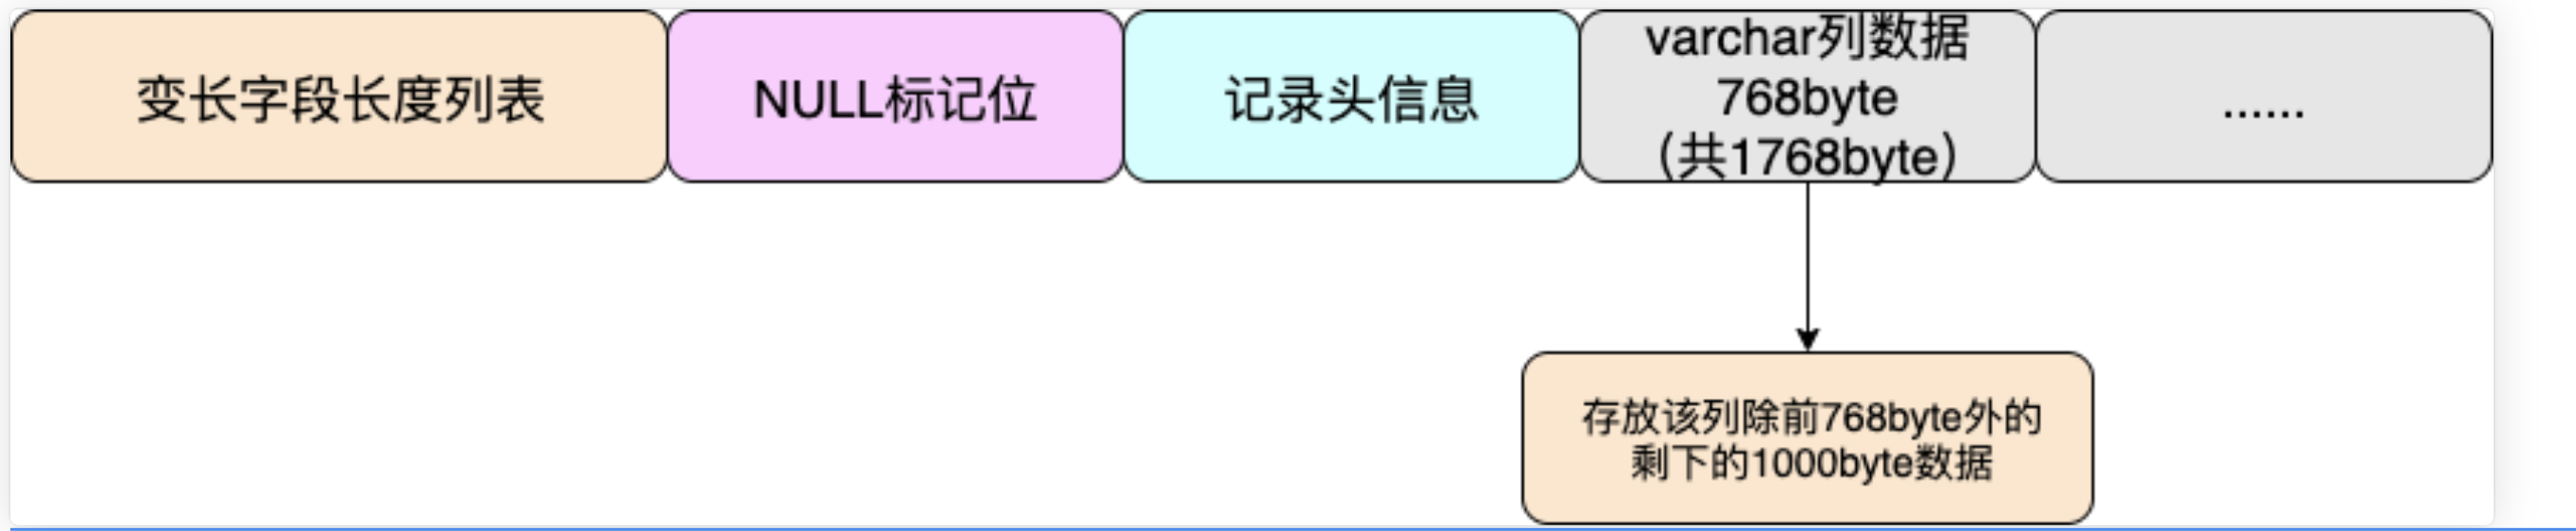 变长字段长度列表
NULL标记位
记录头信息
varchar列数据
768byte
（共1768byte）
......
存放该列除前768byte外的
剩下的1000byte数据